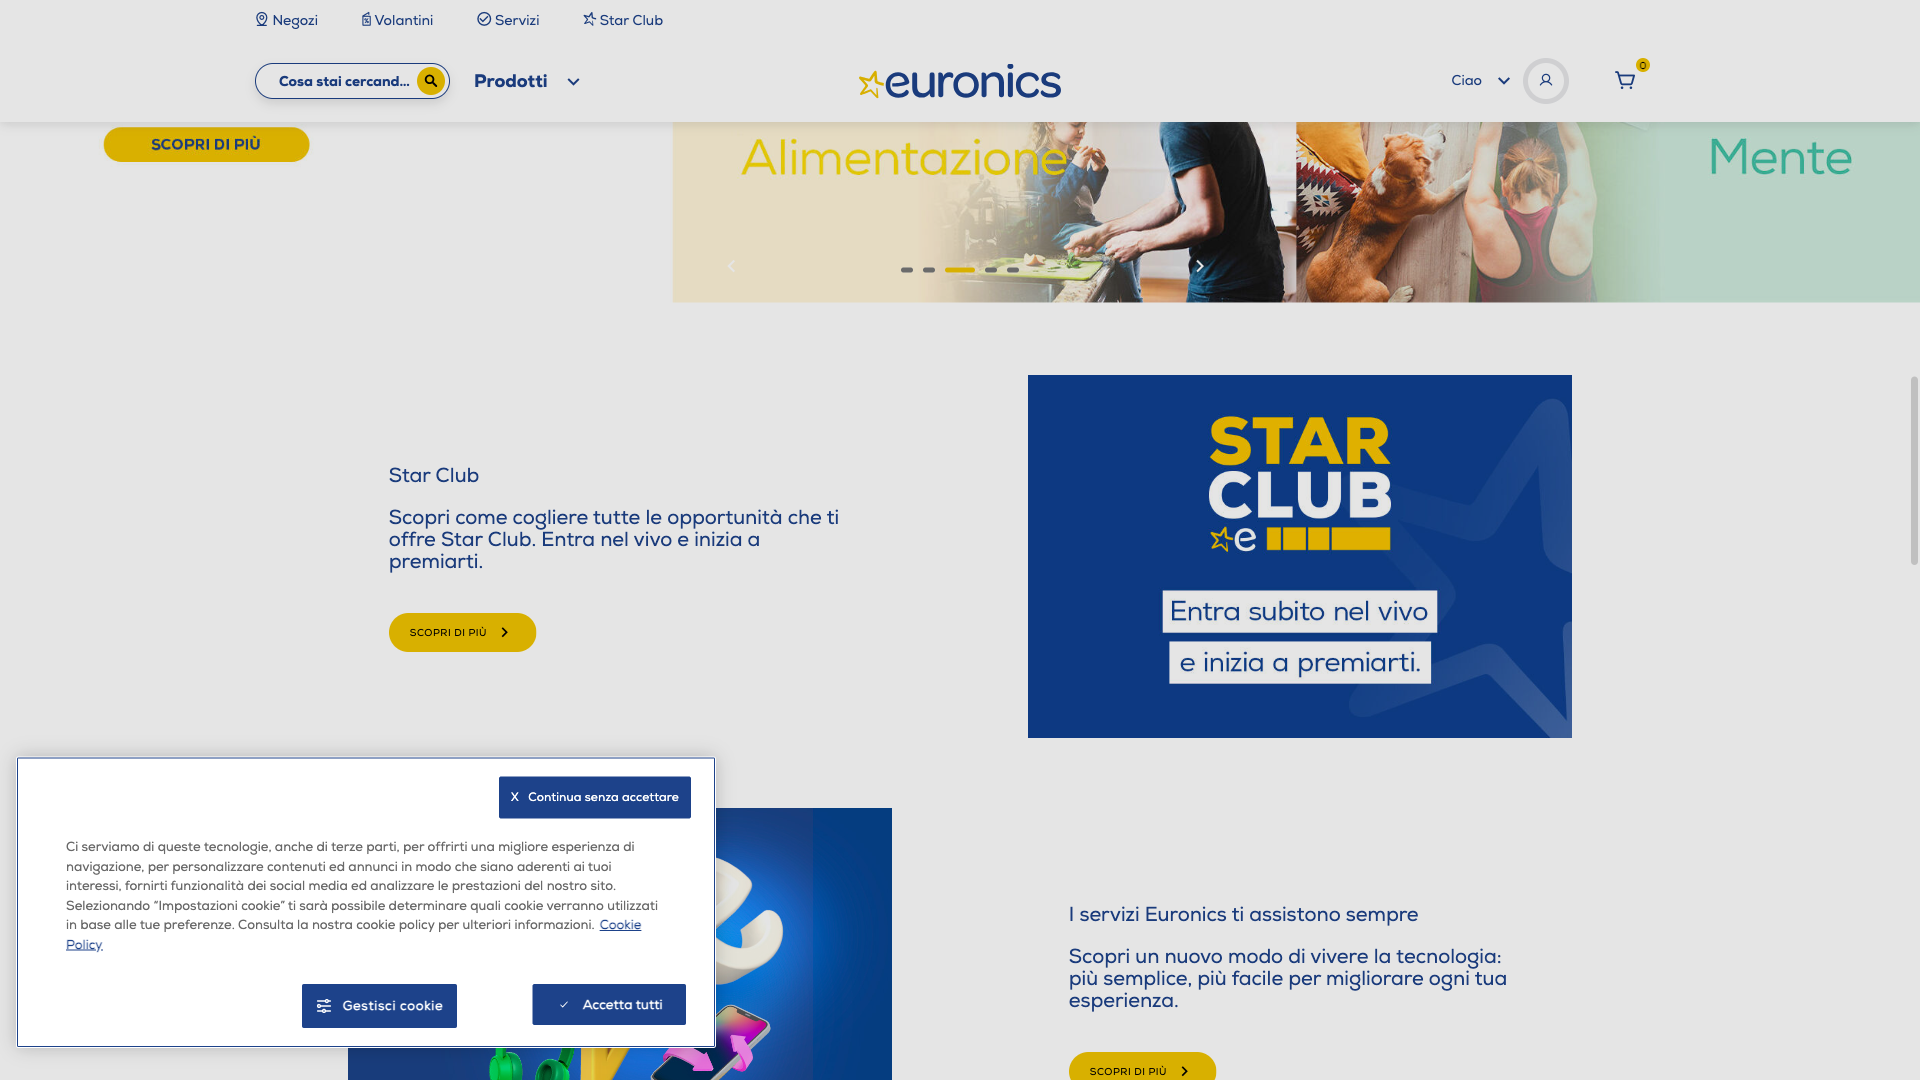 Negozi
Volantini
Servizi
Star Club
Cosa stai cercand...
Prodotti
euronics
Ciao
0
SCOPRI DI PIÙ
Alimentazione
Mente
Star Club
Scopri come cogliere tutte le opportunità che ti
offre Star Club. Entra nel vivo e inizia a
premiarti.
SCOPRI DI PIÙ
STAR
CLUB
e
Entra subito nel vivo
e inizia a premiarti.
X Continua senza accettare
Ci serviamo di queste tecnologie, anche di terze parti, per offrirti una migliore esperienza di
navigazione, per personalizzare contenuti ed annunci in modo che siano aderenti ai tuoi
interessi, fornirti funzionalità dei social media ed analizzare le prestazioni del nostro sito.
Selezionando "Impostazioni cookie" ti sarà possibile determinare quali cookie verranno utilizzati
in base alle tue preferenze. Consulta la nostra cookie policy per ulteriori informazioni. Cookie
Policy
Gestisci cookie
Accetta tutti
I servizi Euronics ti assistono sempre
Scopri un nuovo modo di vivere la tecnologia:
più semplice, più facile per migliorare ogni tua
esperienza.
SCOPRI DI PIÙ